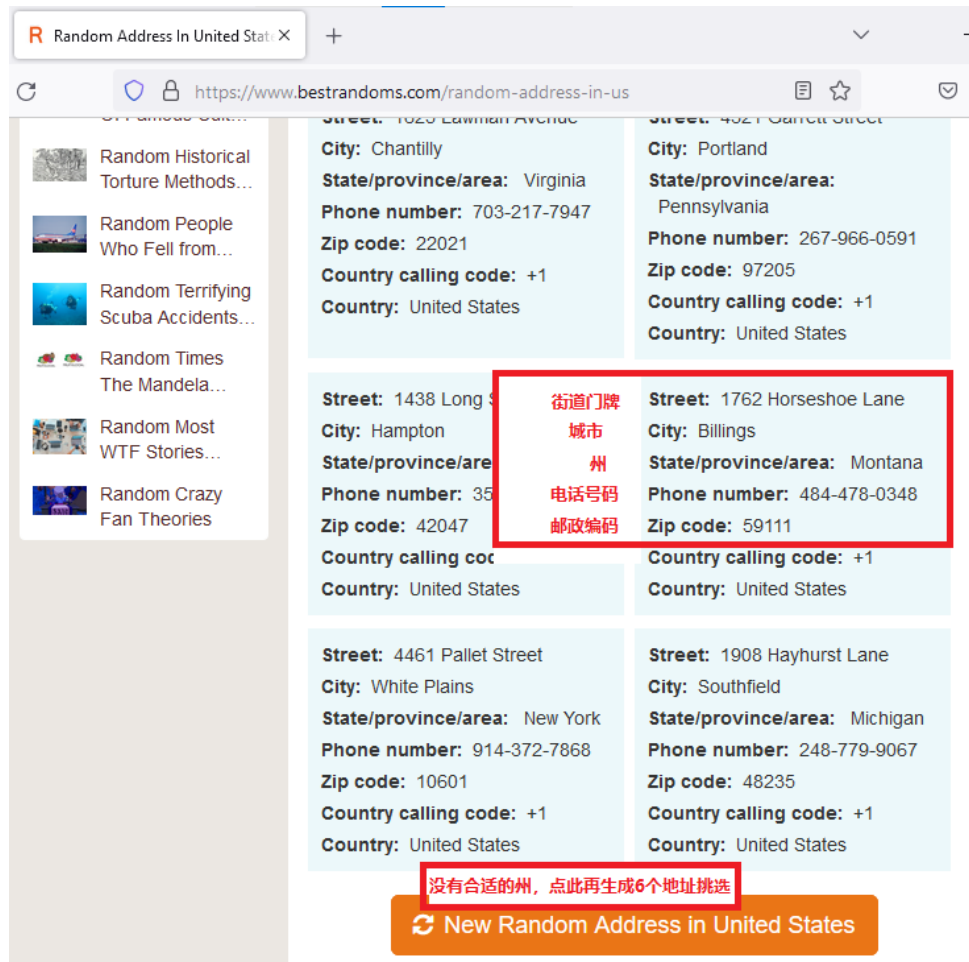 R Random Address In United Stat
https://www.bestrandoms.com/random-address-in-us
Random Historical
Torture Methods...
Random People
Who Fell from...
Random Terrifying
Scuba Accidents...
Random Times
The Mandela...
Random Most
WTF Stories...
Random Crazy
Fan Theories
City: Chantilly
State/province/area: Virginia
Phone number: 703-217-7947
Zip code: 22021
Country calling code: +1
Country: United States
City: Portland
State/province/area:
Pennsylvania
Phone number: 267-966-0591
Zip code: 97205
Country calling code: +1
Country: United States
Street: 1438 Long
City: Hampton
State/province/are
Phone number: 35
Zip code: 42047
Country calling co
Country: United States
街道门牌
城市
州
电话号码
邮政编码
Street: 1762 Horseshoe Lane
City: Billings
State/province/area: Montana
Phone number: 484-478-0348
Zip code: 59111
Country calling code: +1
Country: United States
Street: 4461 Pallet Street
City: White Plains
State/province/area: New York
Phone number: 914-372-7868
Zip code: 10601
Country calling code: +1
Country: United States
Street: 1908 Hayhurst Lane
City: Southfield
State/province/area: Michigan
Phone number: 248-779-9067
Zip code: 48235
Country calling code: +1
Country: United States
没有合适的州，点此再生成6个地址挑选
New Random Address in United States